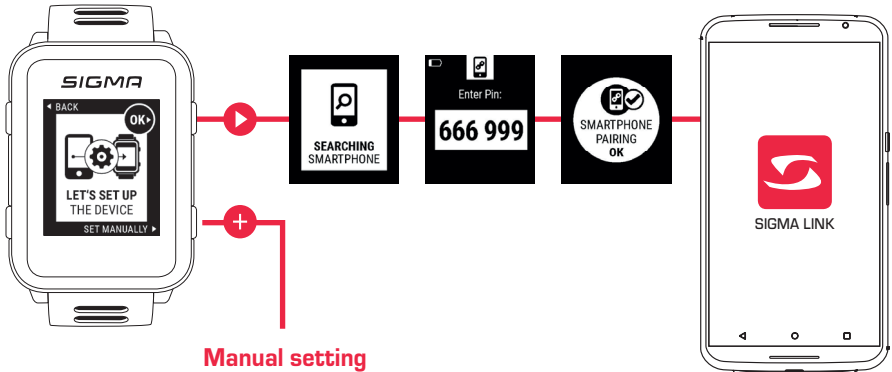 SIGMA
BACK
OK
LET'S SET UP
THE DEVICE
SET MANUALLY
SEARCHING
SMARTPHONE
Enter Pin:
666 999
SMARTPHONE
PAIRING
OK
SIGMA LINK
Manual setting